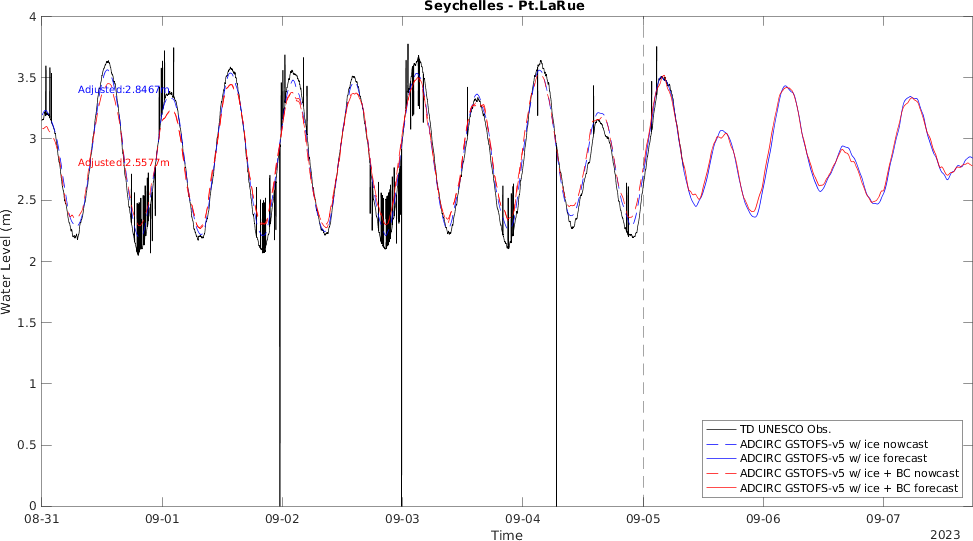 Seychelles - Pt.LaRue
4
3.5
3
2.5
2
1.5
1
0.5
0
Water Level (m)
Adjusted:2.8467m
Adjusted:2.5577m
TD UNESCO Obs.
ADCIRC GSTOFS-v5 w/ ice nowcast
ADCIRC GSTOFS-v5 w/ ice forecast
ADCIRC GSTOFS-v5 w/ ice + BC nowcast
ADCIRC GSTOFS-v5 w/ ice + BC forecast
08-31 09-01 09-02 09-03 09-04 09-05 09-06 09-07
Time
2023